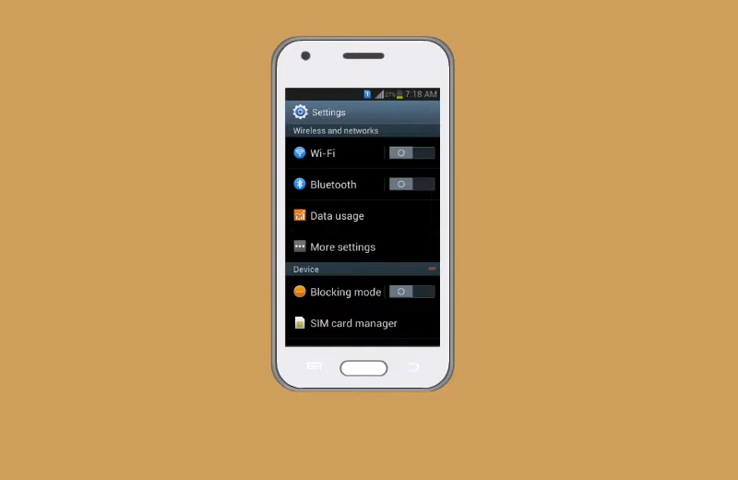 27% 7:18 AM
Settings
Wireless and networks
Wi-Fi
Bluetooth
Data usage
More settings
Device
Blocking mode
SIM card manager